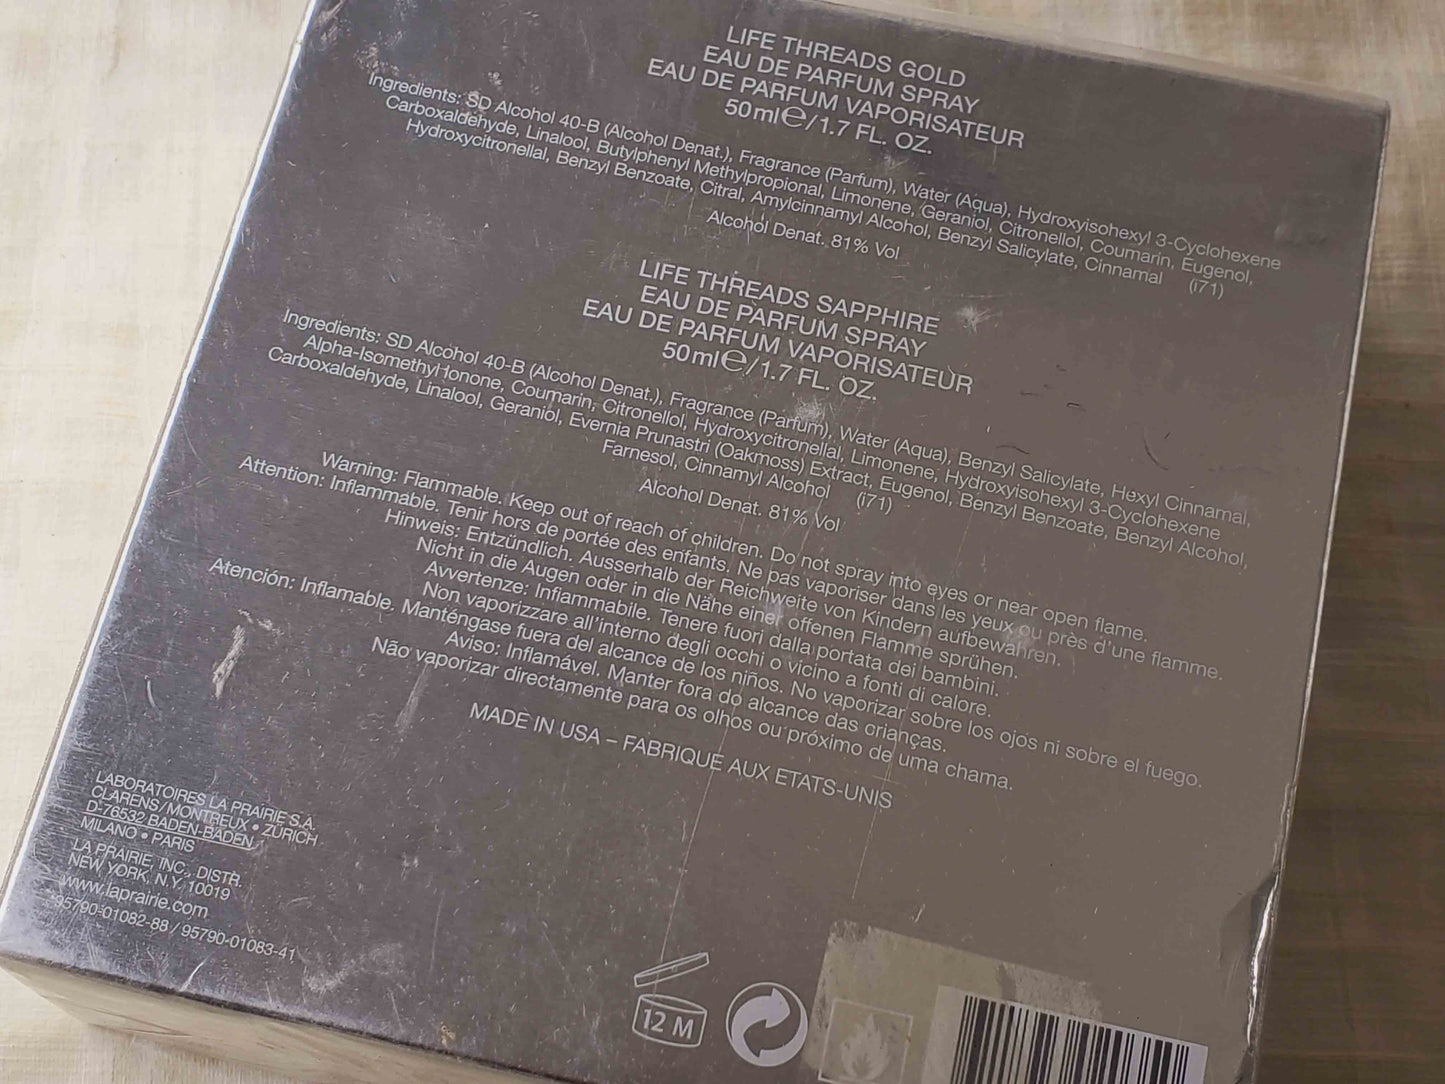 LIFE THREADS GOLD
EAU DE PARFUM SPRAY
EAU DE PARFUM VAPORISATEUR
50ml℮/1.7 FL. OZ.
Ingredients: SD Alcohol 40-B (Alcohol Denat.), Fragrance (Parfum), Water (Aqua), Hydroxyisohexyl 3-Cyclohexene
Carboxaldehyde, Linalool, Butylphenyl Methylpropional, Limonene, Geraniol, Citronellol, Coumarin, Eugenol,
Hydroxycitronellal, Benzyl Benzoate, Citral, Amylcinnamyl Alcohol, Benzyl Salicylate, Cinnamal (i71)
Alcohol Denat. 81% Vol
LIFE THREADS SAPPHIRE
EAU DE PARFUM SPRAY
EAU DE PARFUM VAPORISATEUR
50ml℮/1.7 FL. OZ.
Ingredients: SD Alcohol 40-B (Alcohol Denat.), Fragrance (Parfum), Water (Aqua), Benzyl Salicylate, Hexyl Cinnamal,
Alpha-Isomethyl Ionone, Coumarin, Citronellol, Hydroxycitronellal, Limonene, Hydroxyisohexyl 3-Cyclohexene
Carboxaldehyde, Linalool, Geraniol, Evernia Prunastri (Oakmoss) Extract, Eugenol, Benzyl Benzoate, Benzyl Alcohol,
Farnesol, Cinnamyl Alcohol (i71)
Alcohol Denat. 81% Vol
Warning: Flammable. Keep out of reach of children. Do not spray into eyes or near open flame.
Attention: Inflammable. Tenir hors de portée des enfants. Ne pas vaporiser dans les yeux ou près d'une flamme.
Hinweis: Entzündlich. Ausserhalb der Reichweite von Kindern aufbewahren.
Nicht in die Augen oder in die Nähe einer offenen Flamme sprühen.
Avvertenze: Infiammabile. Tenere fuori dalla portata dei bambini.
Non vaporizzare all'interno degli occhi o vicino a fonti di calore.
Atención: Inflamable. Manténgase fuera del alcance de los niños. No vaporizar sobre los ojos ni sobre el fuego.
Aviso: Inflamável. Manter fora do alcance das crianças.
Não vaporizar directamente para os olhos ou próximo de uma chama.
MADE IN USA – FABRIQUE AUX ETATS-UNIS
LABORATOIRES LA PRAIRIE S.A.
CLARENS/MONTREUX • ZÜRICH
D-76532 BADEN-BADEN
MILANO • PARIS
LA PRAIRIE, INC., DISTR.
NEW YORK, N.Y. 10019
www.laprairie.com
95790-01082-88 / 95790-01083-41
12 M